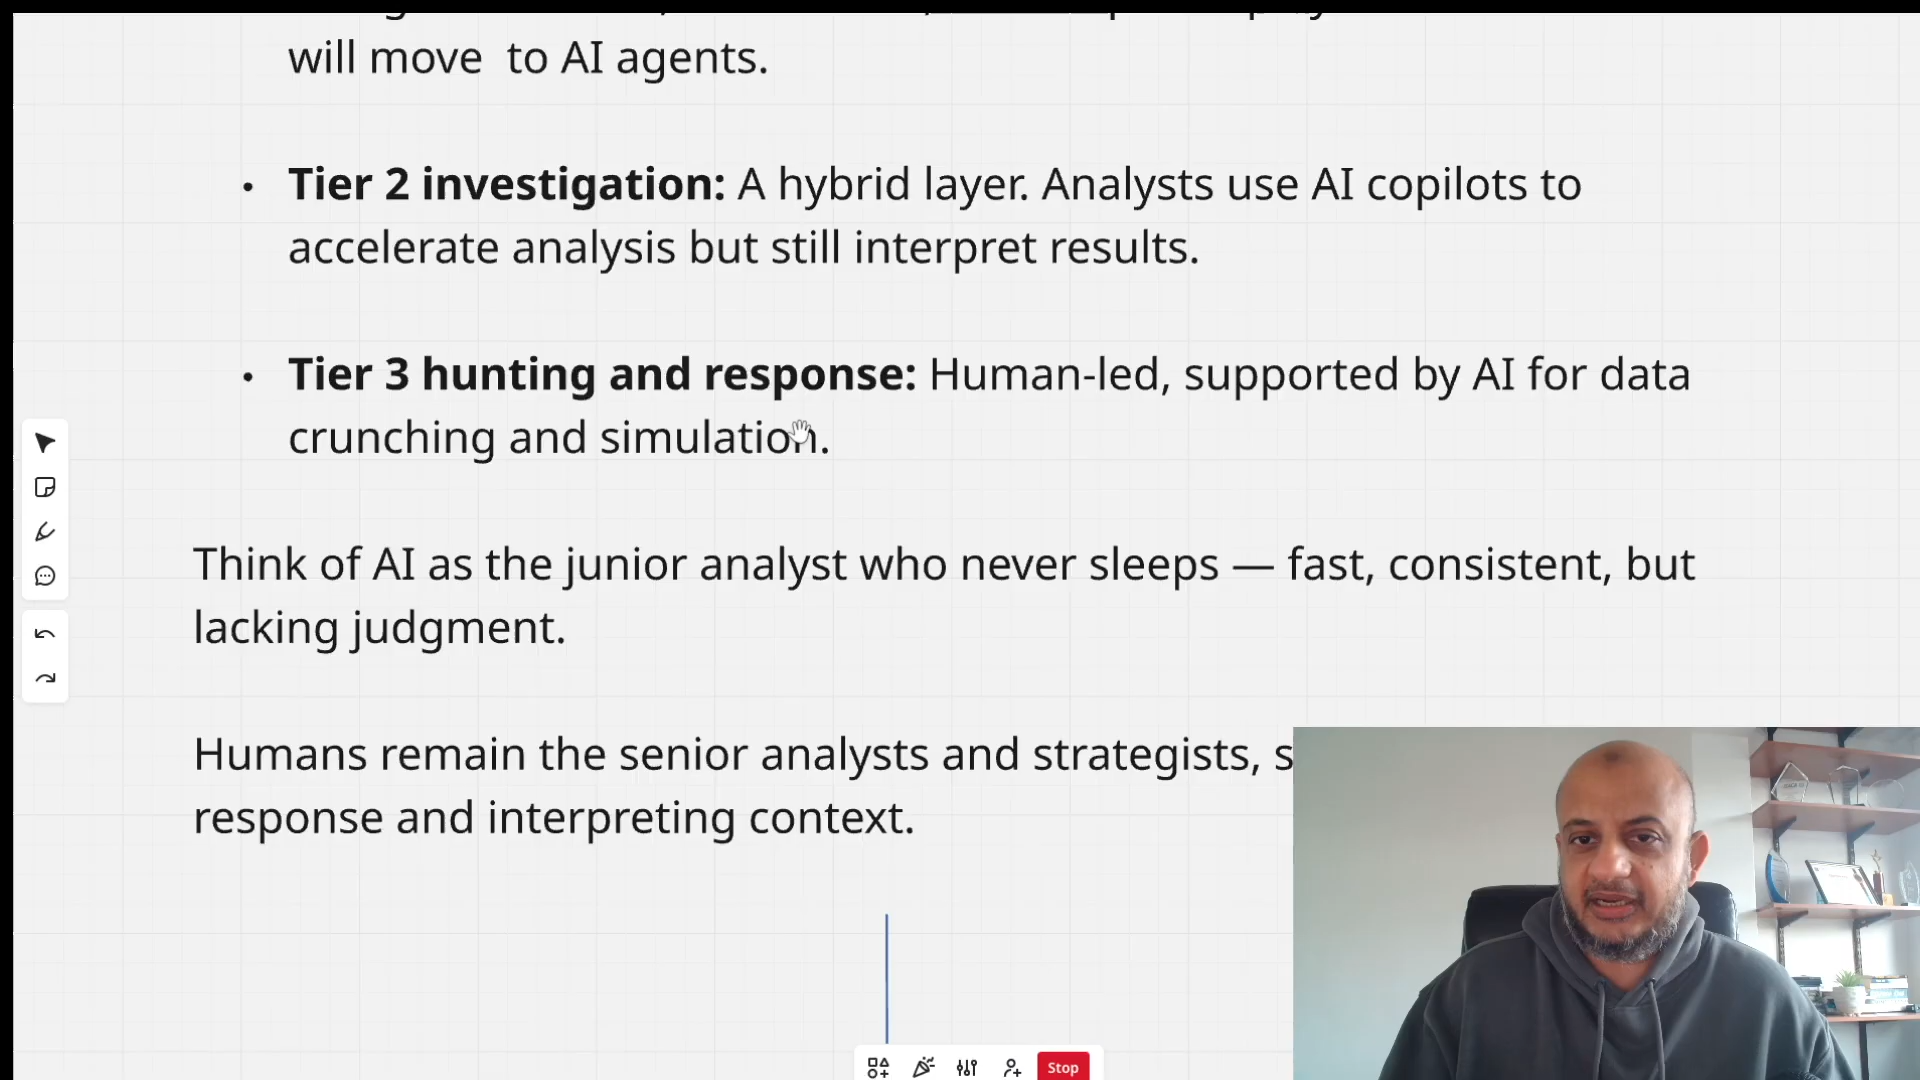 will move  to AI agents.
• Tier 2 investigation: A hybrid layer. Analysts use AI copilots to
accelerate analysis but still interpret results.
• Tier 3 hunting and response: Human-led, supported by AI for data
crunching and simulation.
Think of AI as the junior analyst who never sleeps — fast, consistent, but
lacking judgment.
Humans remain the senior analysts and strategists, s
response and interpreting context.
Stop